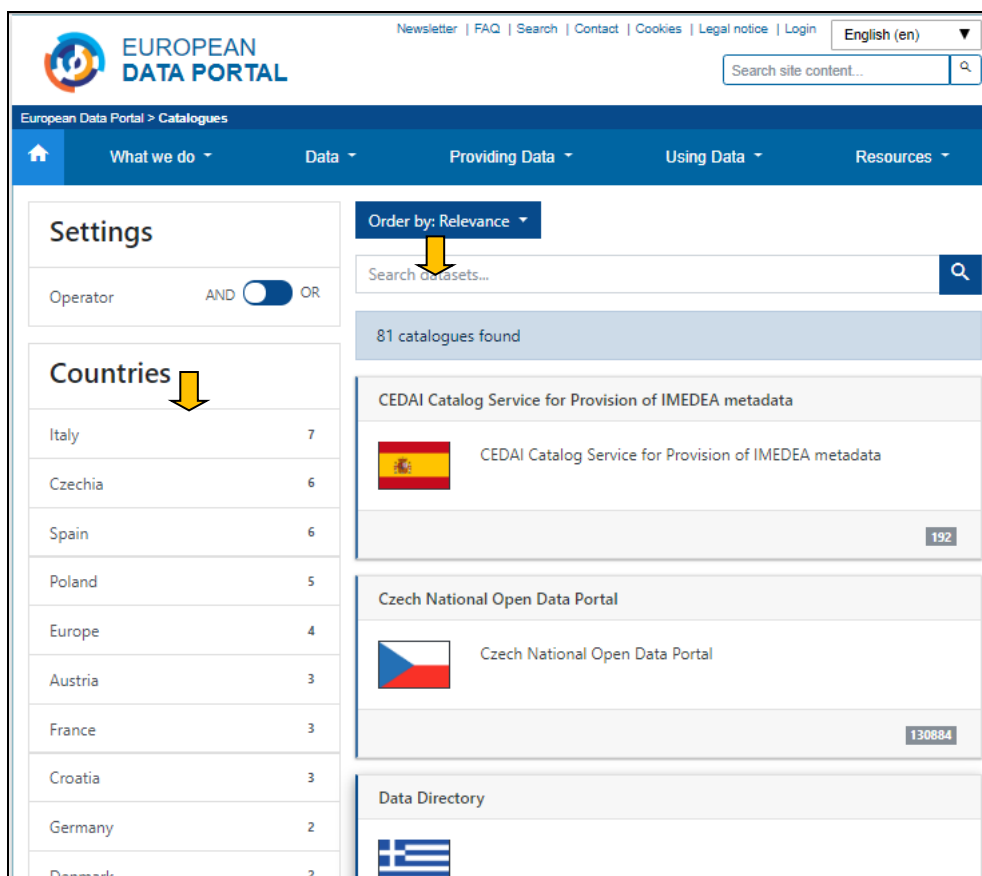 Newsletter | FAQ | Search | Contact | Cookies | Legal notice | Login
English (en)
EUROPEAN
DATA PORTAL
Search site content...
European Data Portal > Catalogues
What we do
Data
Providing Data
Using Data
Resources
Settings
Operator AND OR
Countries
Italy 7
Czechia 6
Spain 6
Poland 5
Europe 4
Austria 3
France 3
Croatia 3
Germany 2
Order by: Relevance
Search datasets...
81 catalogues found
CEDAI Catalog Service for Provision of IMEDEA metadata
CEDAI Catalog Service for Provision of IMEDEA metadata
192
Czech National Open Data Portal
Czech National Open Data Portal
130884
Data Directory